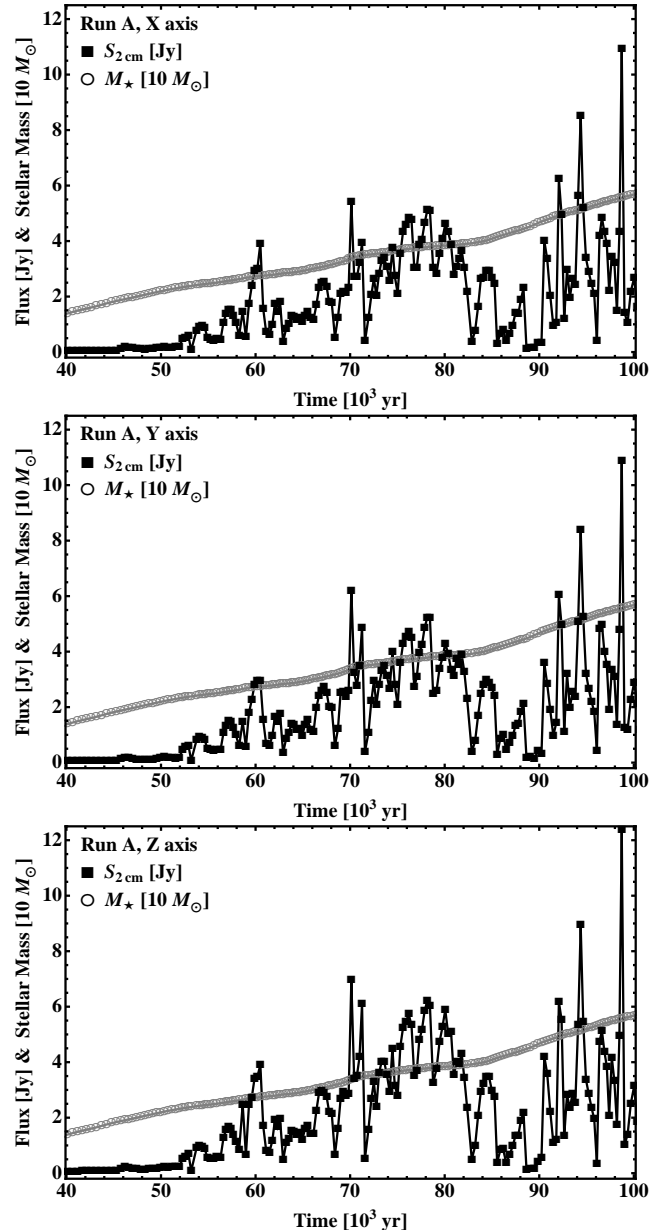 Run A, X axis
■ S₂ cm [Jy]
○ M★ [10 M⊙]
Flux [Jy] & Stellar Mass [10 M⊙]
12
10
8
6
4
2
0
40 50 60 70 80 90 100
Time [10³ yr]
Run A, Y axis
■ S₂ cm [Jy]
○ M★ [10 M⊙]
Flux [Jy] & Stellar Mass [10 M⊙]
12
10
8
6
4
2
0
40 50 60 70 80 90 100
Time [10³ yr]
Run A, Z axis
■ S₂ cm [Jy]
○ M★ [10 M⊙]
Flux [Jy] & Stellar Mass [10 M⊙]
12
10
8
6
4
2
0
40 50 60 70 80 90 100
Time [10³ yr]